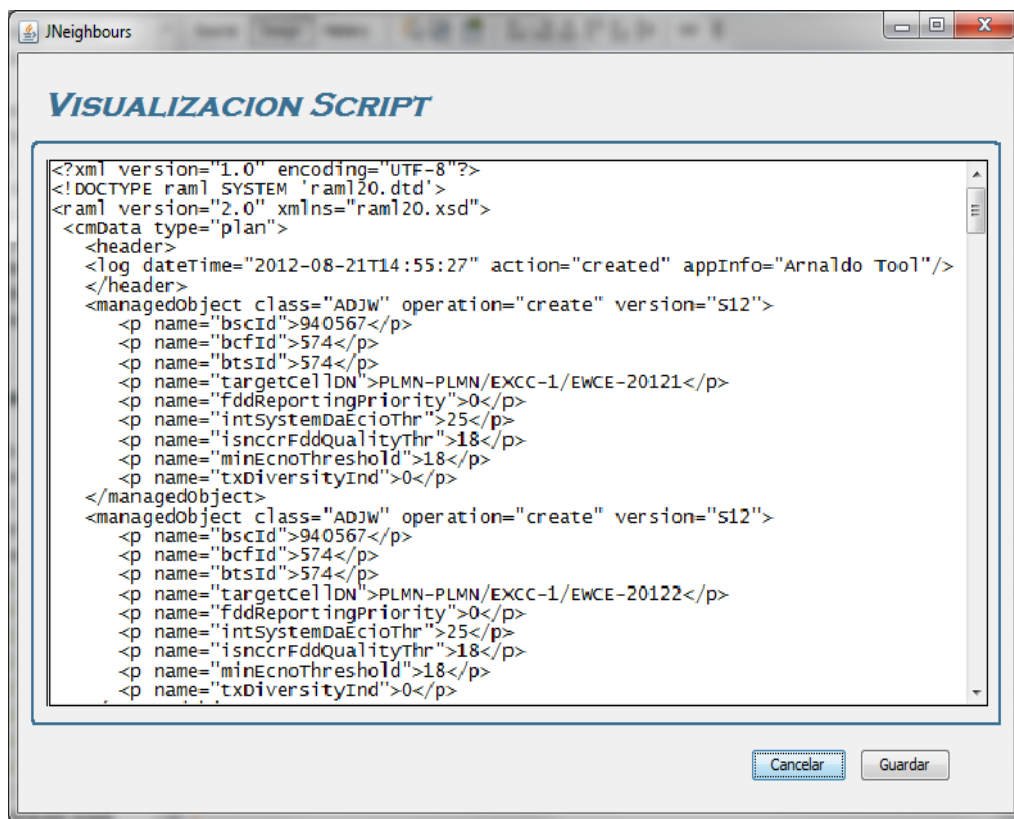 JNeighbours
VISUALIZACION SCRIPT
<?xml version="1.0" encoding="UTF-8"?>
<!DOCTYPE raml SYSTEM 'raml20.dtd'>
<raml version="2.0" xmlns="raml20.xsd">
<cmData type="plan">
<header>
<log dateTime="2012-08-21T14:55:27" action="created" appInfo="Arnaldo Tool"/>
</header>
<managedObject class="ADJW" operation="create" version="S12">
<p name="bscId">940567</p>
<p name="bcfId">574</p>
<p name="btsId">574</p>
<p name="targetCellDN">PLMN-PLMN/EXCC-1/EWCE-20121</p>
<p name="fddReportingPriority">0</p>
<p name="intSystemDaEcioThr">25</p>
<p name="isnccrFddQualityThr">18</p>
<p name="minEcnoThreshold">18</p>
<p name="txDiversityInd">0</p>
</managedObject>
<managedObject class="ADJW" operation="create" version="S12">
<p name="bscId">940567</p>
<p name="bcfId">574</p>
<p name="btsId">574</p>
<p name="targetCellDN">PLMN-PLMN/EXCC-1/EWCE-20122</p>
<p name="fddReportingPriority">0</p>
<p name="intSystemDaEcioThr">25</p>
<p name="isnccrFddQualityThr">18</p>
<p name="minEcnoThreshold">18</p>
<p name="txDiversityInd">0</p>
Cancelar Guardar